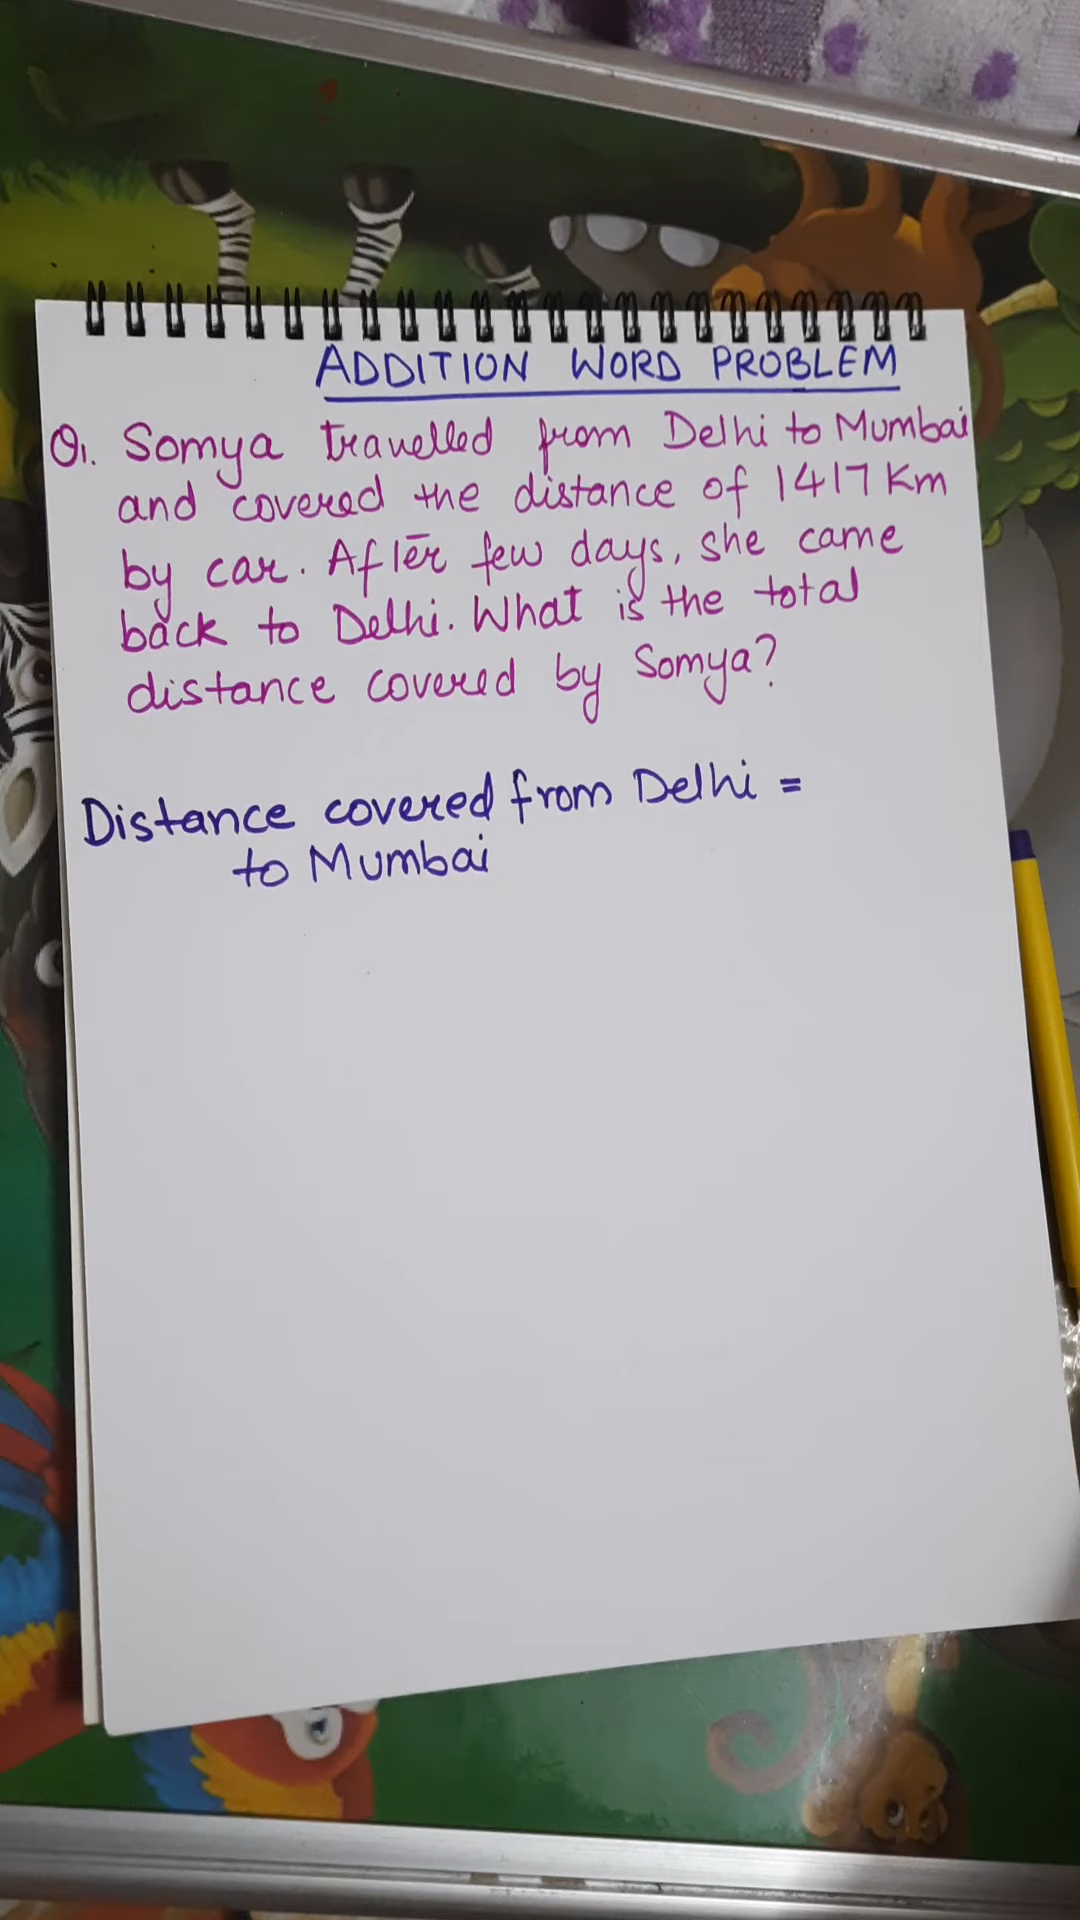 ADDITION WORD PROBLEM
Q1. Somya travelled from Delhi to Mumbai
and covered the distance of 1417 Km
by car. After few days, she came
back to Delhi. What is the total
distance covered by Somya?
Distance covered from Delhi =
to Mumbai